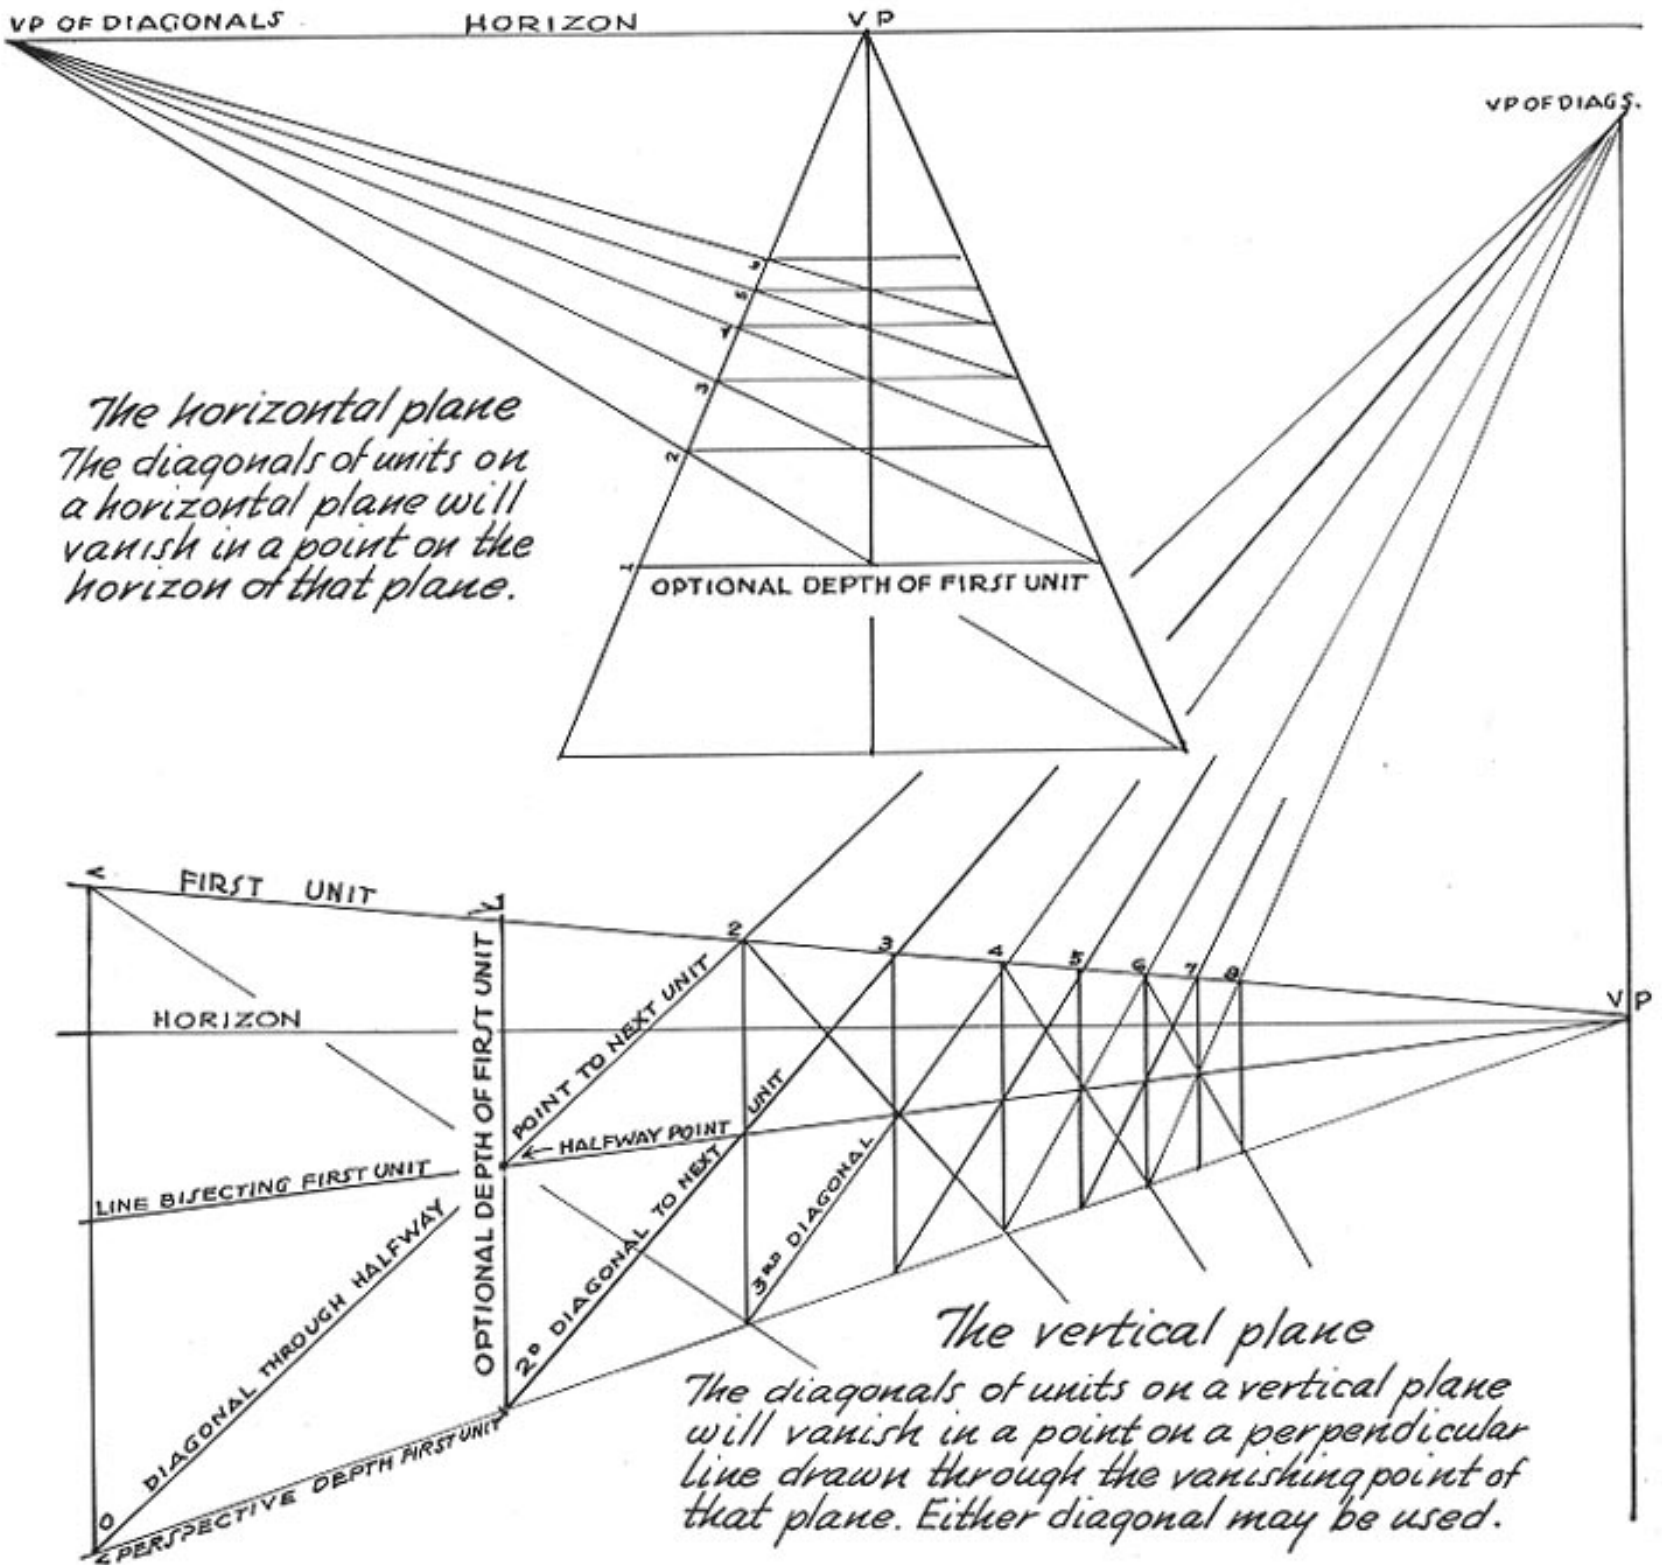 VP OF DIAGONALS
HORIZON
VP
VP OF DIAGS.
5
4
3
2
1
The horizontal plane
The diagonals of units on
a horizontal plane will
vanish in a point on the
horizon of that plane.
OPTIONAL DEPTH OF FIRST UNIT
FIRST UNIT
1
2
3
4
5
6
7
8
HORIZON
VP
OPTIONAL DEPTH OF FIRST UNIT
POINT TO NEXT UNIT
← HALFWAY POINT
LINE BISECTING FIRST UNIT
DIAGONAL THROUGH HALFWAY
2D DIAGONAL TO NEXT UNIT
3RD DIAGONAL
0
PERSPECTIVE DEPTH FIRST UNIT
The vertical plane
The diagonals of units on a vertical plane
will vanish in a point on a perpendicular
line drawn through the vanishing point of
that plane. Either diagonal may be used.